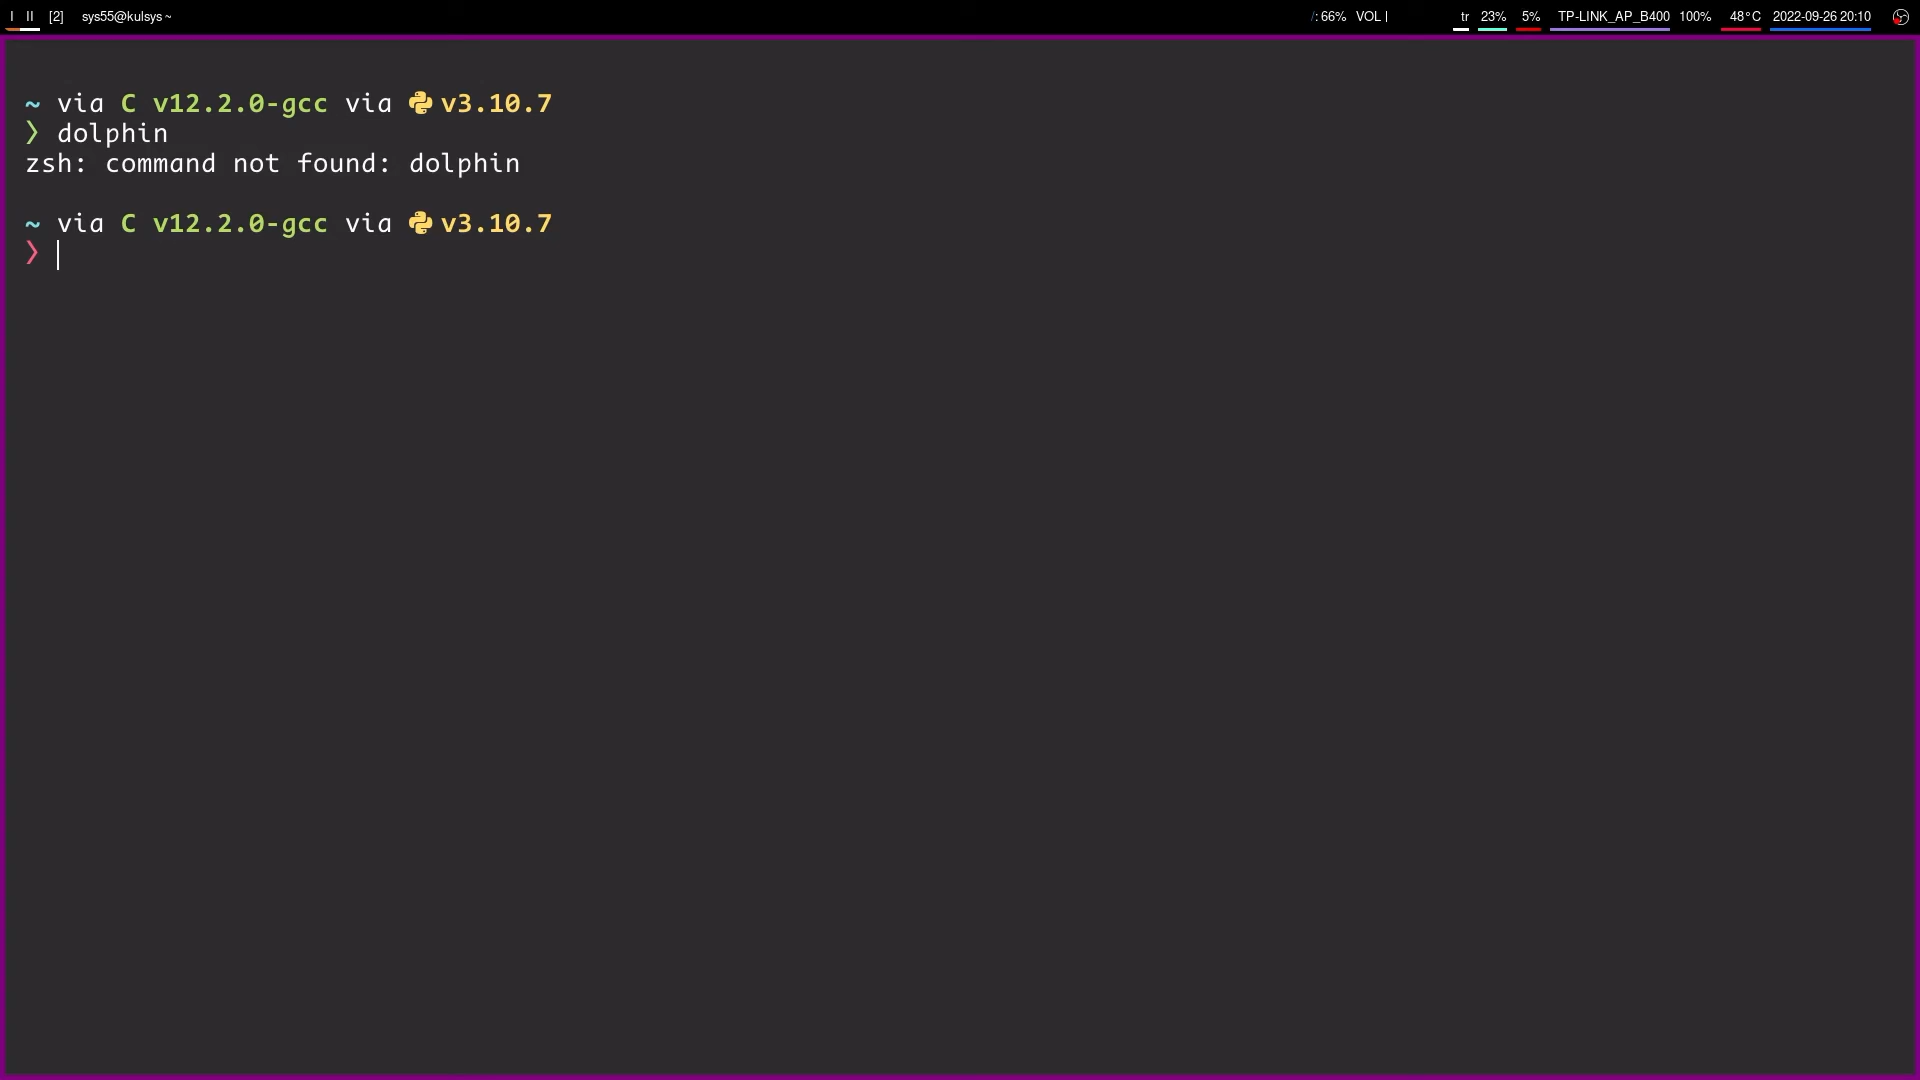 I II [2] sys55@kulsys ~ /: 66% VOL | tr 23% 5% TP-LINK_AP_B400 100% 48°C 2022-09-26 20:10
~ via C v12.2.0-gcc via v3.10.7
❯ dolphin
zsh: command not found: dolphin
~ via C v12.2.0-gcc via v3.10.7
❯